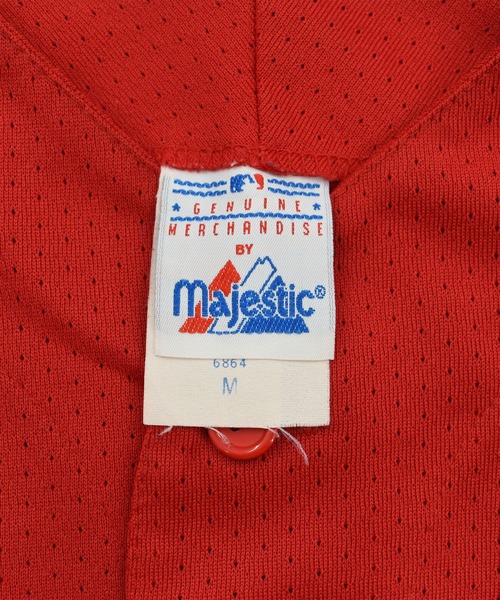 GENUINE
MERCHANDISE
BY
Majestic®
6864
M